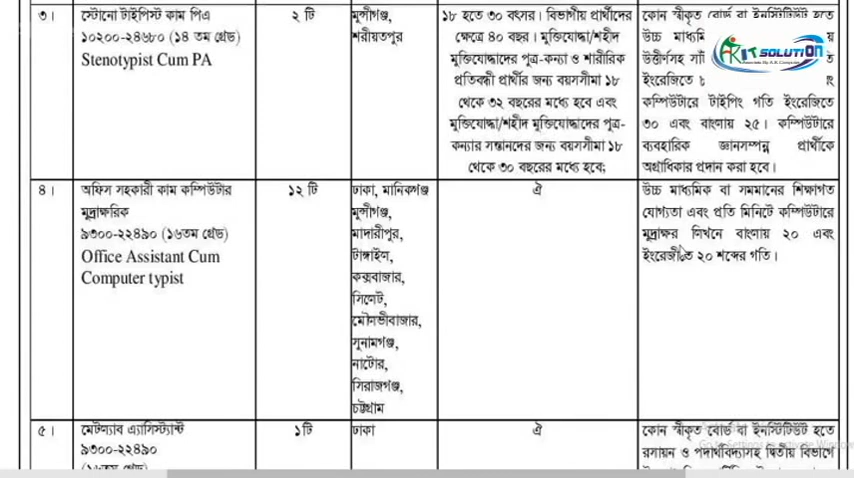 ৩।
স্টেনো টাইপিস্ট কাম পিএ
১০২০০-২৪৬৮০ (১৪ তম গ্রেড)
Stenotypist Cum PA
২ টি
মুন্সীগঞ্জ,
শরীয়তপুর
১৮ হতে ৩০ বৎসর। বিভাগীয় প্রার্থীদের
ক্ষেত্রে ৪০ বছর। মুক্তিযোদ্ধা/শহীদ
মুক্তিযোদ্ধাদের পুত্র-কন্যা ও শারীরিক
প্রতিবন্ধী প্রার্থীর জন্য বয়সসীমা ১৮
থেকে ৩২ বছরের মধ্যে হবে এবং
মুক্তিযোদ্ধা/শহীদ মুক্তিযোদ্ধাদের পুত্র-
কন্যার সন্তানদের জন্য বয়সসীমা ১৮
থেকে ৩০ বছরের মধ্যে হবে;
কোন স্বীকৃত বোর্ড বা ইনস্টিটিউট হতে
উচ্চ
উত্তীর্ণসহ
ইংরেজিতে
কম্পিউটারে টাইপিং গতি ইংরেজিতে
৩০ এবং বাংলায় ২৫। কম্পিউটারে
ব্যবহারিক জ্ঞানসম্পন্ন প্রার্থীকে
অগ্রাধিকার প্রদান করা হবে।
IT SOLUTION
৪।
অফিস সহকারী কাম কম্পিউটার
মুদ্রাক্ষরিক
৯৩০০-২২৪৯০ (১৬তম গ্রেড)
Office Assistant Cum
Computer typist
১২ টি
ঢাকা, মানিকগঞ্জ
মুন্সীগঞ্জ,
মাদারীপুর,
টাঙ্গাইল,
কক্সবাজার,
সিলেট,
মৌলভীবাজার,
সুনামগঞ্জ,
নাটোর,
সিরাজগঞ্জ,
চট্টগ্রাম
ঐ
উচ্চ মাধ্যমিক বা সমমানের শিক্ষাগত
যোগ্যতা এবং প্রতি মিনিটে কম্পিউটারে
মুদ্রাক্ষর লিখনে বাংলায় ২০ এবং
ইংরেজীতে ২০ শব্দের গতি।
৫।
মেটল্যাব এ্যাসিস্ট্যান্ট
৯৩০০-২২৪৯০
১টি
ঢাকা
ঐ
কোন স্বীকৃত বোর্ড বা ইনস্টিটিউট হতে
রসায়ন ও পদার্থবিদ্যাসহ দ্বিতীয় বিভাগে